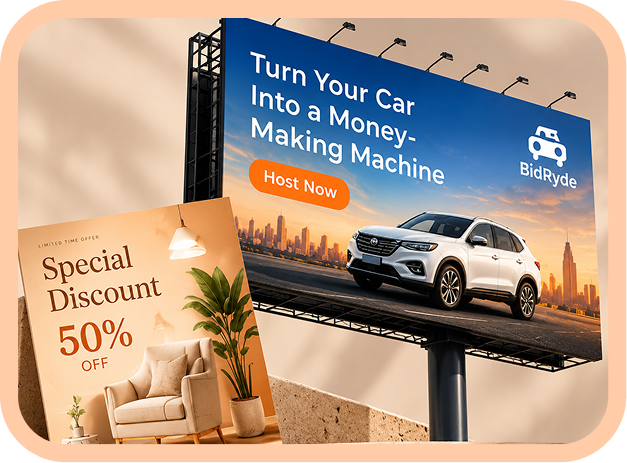 Turn Your Car
Into a Money-
Making Machine
Host Now
BidRyde
LIMITED TIME OFFER
Special
Discount
50%
OFF